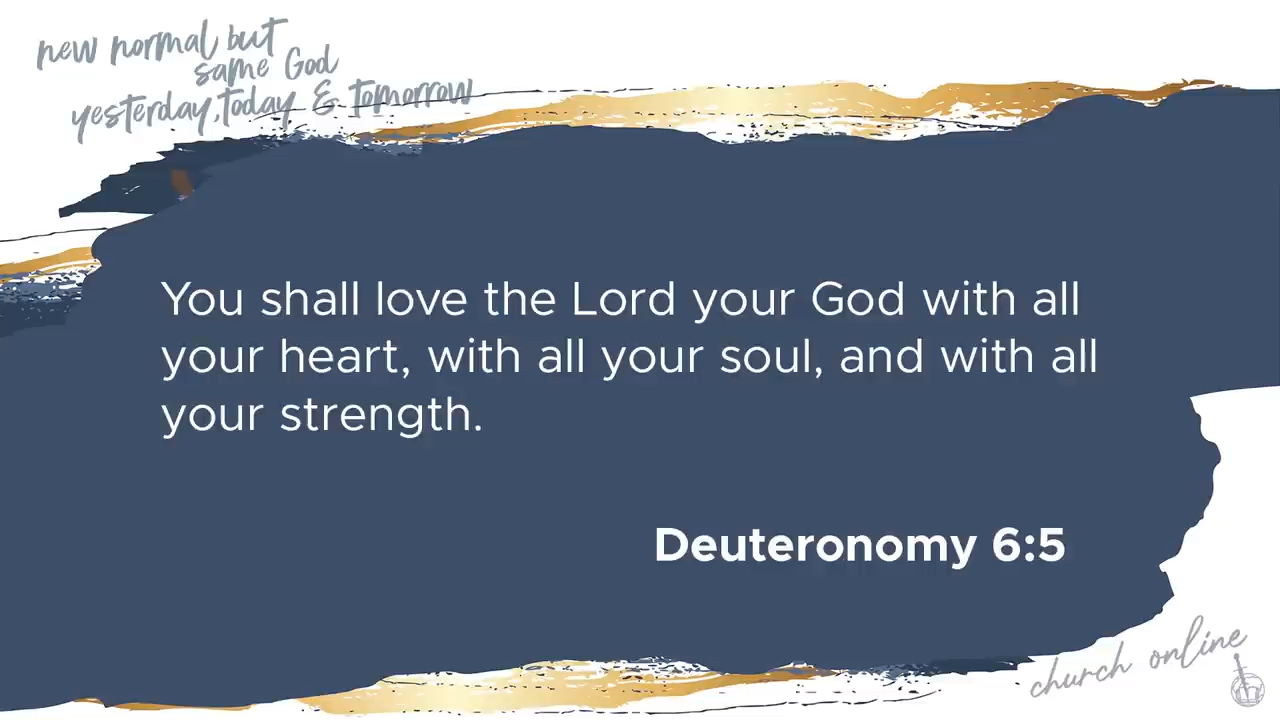 new normal but
same God
yesterday, today & tomorrow
You shall love the Lord your God with all
your heart, with all your soul, and with all
your strength.
Deuteronomy 6:5
church online